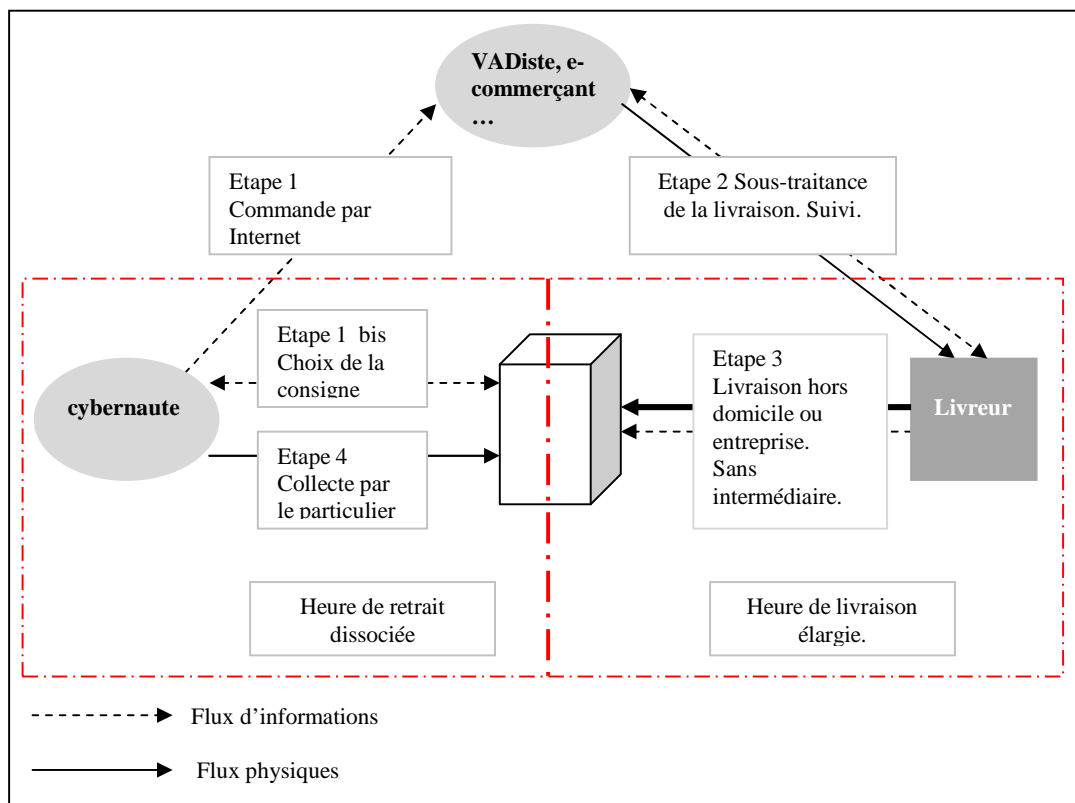 VADiste, e-
commerçant
…
Etape 1
Commande par
Internet
Etape 2 Sous-traitance
de la livraison. Suivi.
Etape 1 bis
Choix de la
consigne
cybernaute
Etape 4
Collecte par
le particulier
Etape 3
Livraison hors
domicile ou
entreprise.
Sans
intermédiaire.
Livreur
Heure de retrait
dissociée
Heure de livraison
élargie.
Flux d’informations
Flux physiques